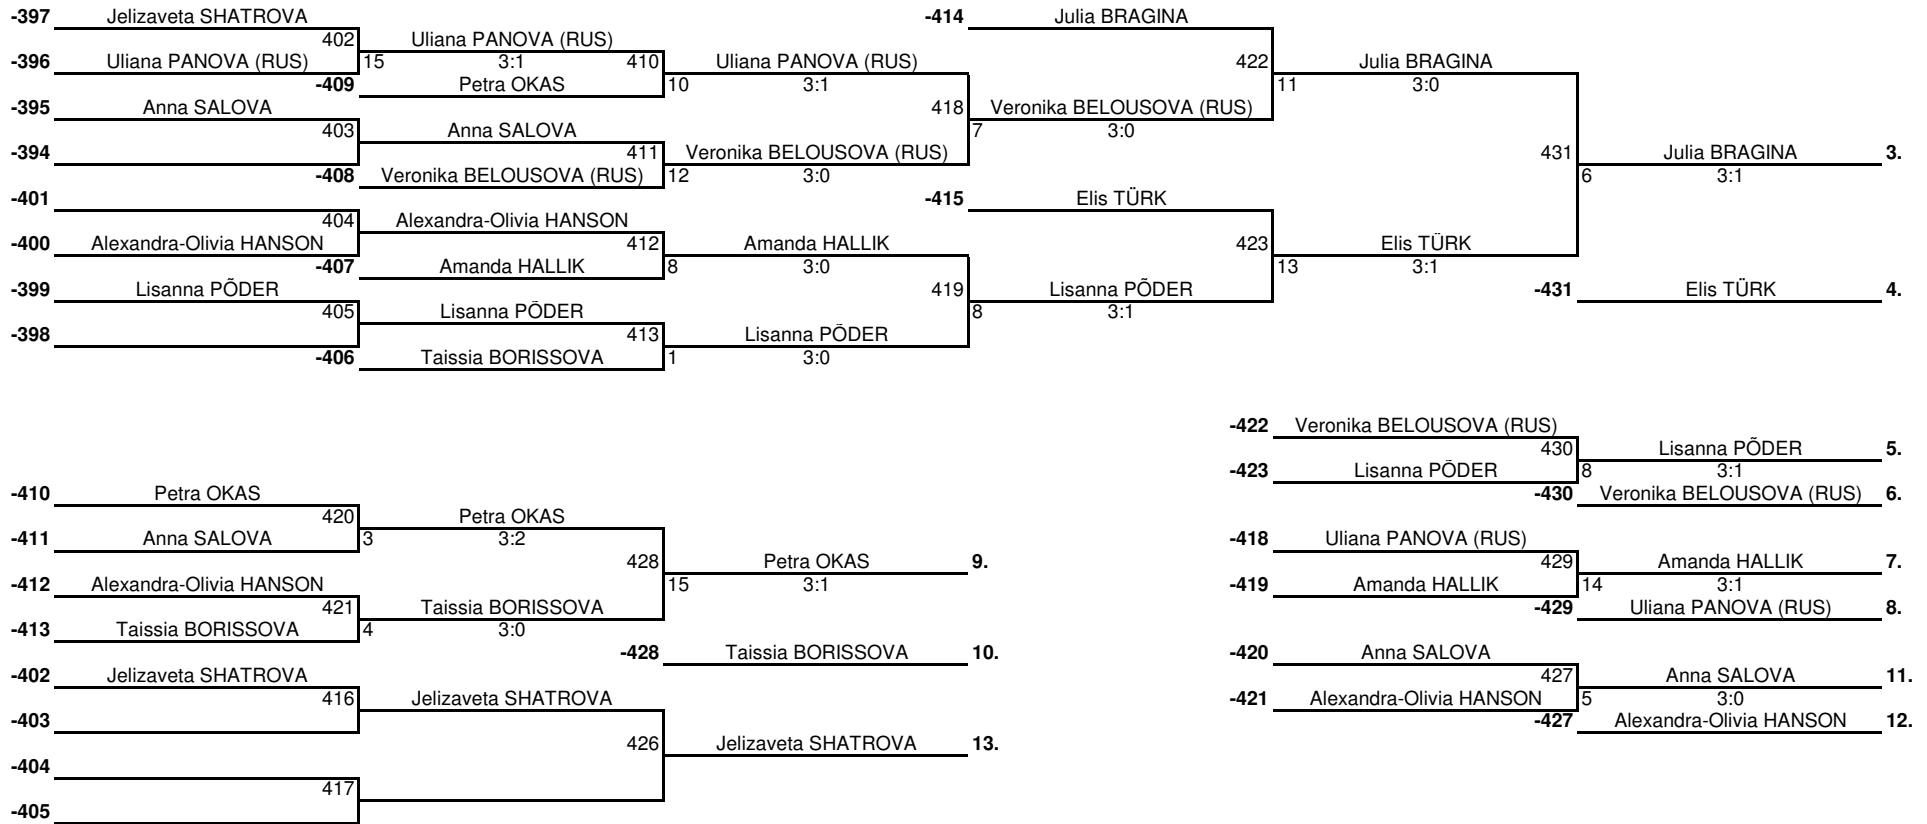 -397 Jelizaveta SHATROVA -414 Julia BRAGINA
402 Uliana PANOVA (RUS)
-396 Uliana PANOVA (RUS) 15 3:1 410 Uliana PANOVA (RUS) 422 Julia BRAGINA
-409 Petra OKAS 10 3:1 11 3:0
-395 Anna SALOVA 418 Veronika BELOUSOVA (RUS)
403 Anna SALOVA 7 3:0
-394 411 Veronika BELOUSOVA (RUS) 431 Julia BRAGINA 3.
-408 Veronika BELOUSOVA (RUS) 12 3:0 6 3:1
-401 -415 Elis TÜRK
404 Alexandra-Olivia HANSON
-400 Alexandra-Olivia HANSON 412 Amanda HALLIK 423 Elis TÜRK
-407 Amanda HALLIK 8 3:0 13 3:1
-399 Lisanna PÕDER 419 Lisanna PÕDER -431 Elis TÜRK 4.
405 Lisanna PÕDER 8 3:1
-398 413 Lisanna PÕDER
-406 Taissia BORISSOVA 1 3:0
-422 Veronika BELOUSOVA (RUS)
430 Lisanna PÕDER 5.
-423 Lisanna PÕDER 8 3:1
-410 Petra OKAS -430 Veronika BELOUSOVA (RUS) 6.
420 Petra OKAS
-411 Anna SALOVA 3 3:2 -418 Uliana PANOVA (RUS)
428 Petra OKAS 9. 429 Amanda HALLIK 7.
-412 Alexandra-Olivia HANSON 15 3:1 -419 Amanda HALLIK 14 3:1
421 Taissia BORISSOVA -429 Uliana PANOVA (RUS) 8.
-413 Taissia BORISSOVA 4 3:0
-428 Taissia BORISSOVA 10. -420 Anna SALOVA
-402 Jelizaveta SHATROVA 427 Anna SALOVA 11.
416 Jelizaveta SHATROVA -421 Alexandra-Olivia HANSON 5 3:0
-403 -427 Alexandra-Olivia HANSON 12.
426 Jelizaveta SHATROVA 13.
-404
417
-405